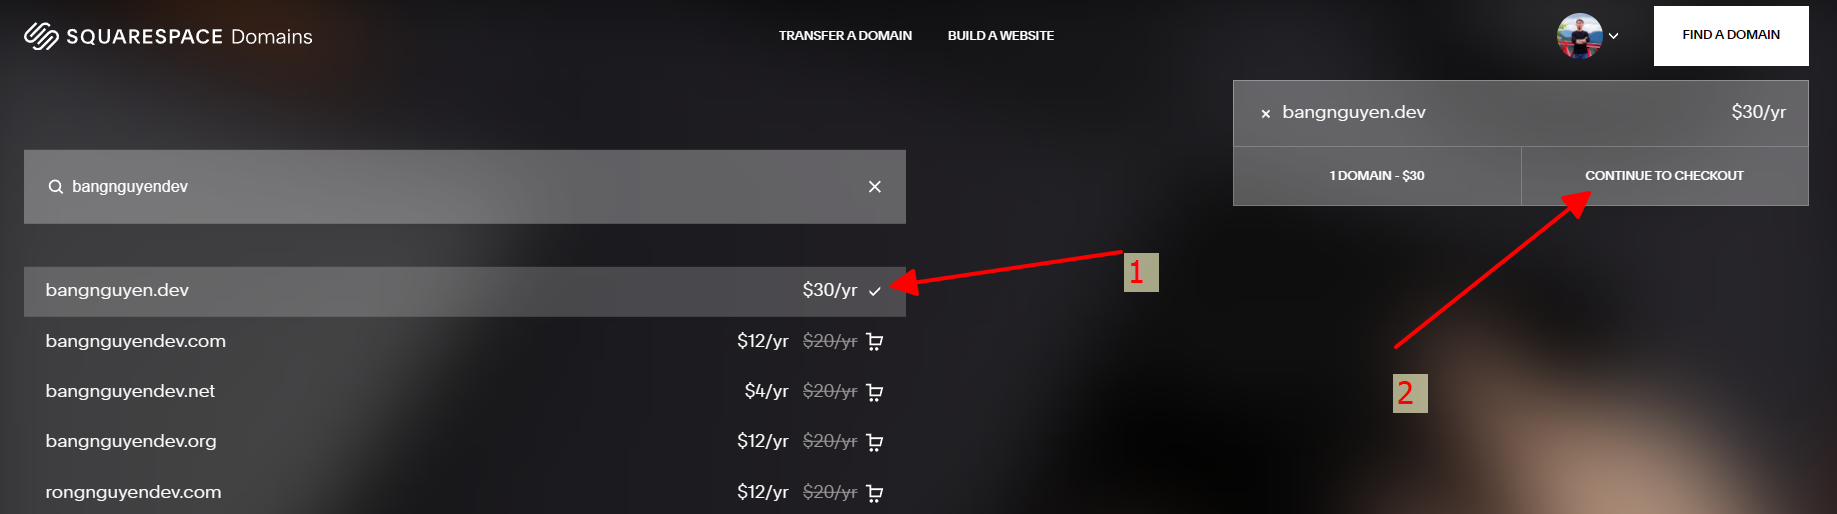 SQUARESPACE Domains
TRANSFER A DOMAIN
BUILD A WEBSITE
FIND A DOMAIN
× bangnguyen.dev $30/yr
1 DOMAIN - $30
CONTINUE TO CHECKOUT
bangnguyendev
bangnguyen.dev $30/yr
1
bangnguyendev.com $12/yr $20/yr
bangnguyendev.net $4/yr $20/yr
2
bangnguyendev.org $12/yr $20/yr
rongnguyendev.com $12/yr $20/yr